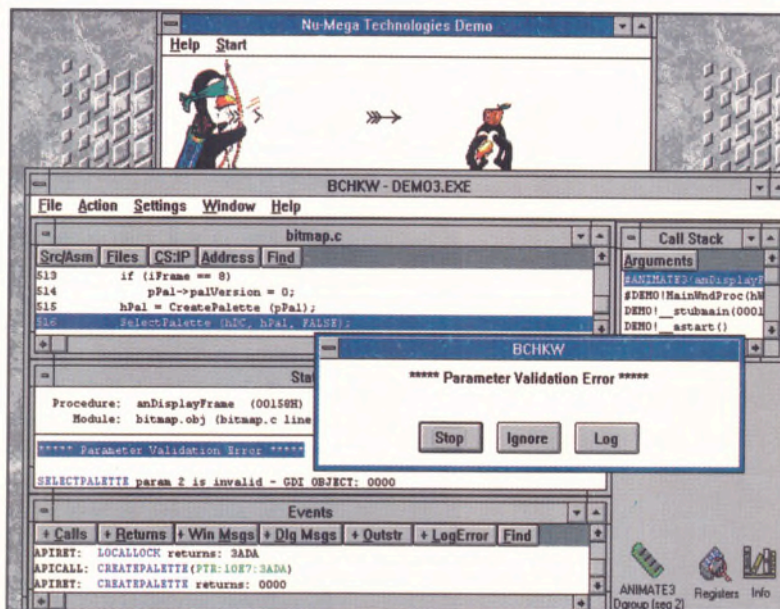 Nu-Mega Technologies Demo
Help Start
BCHKW - DEMO3.EXE
File Action Settings Window Help
bitmap.c
Src/Asm Files CS:IP Address Find
513 if (iFrame == 8)
514 pPal->palVersion = 0;
515 hPal = CreatePalette (pPal);
516 SelectPalette (hDC, hPal, FALSE);
Call Stack
Arguments
#ANIMATE3!anDisplayF
#DEMO!MainWndProc(hW
DEMO!__stubmain(0001
DEMO!__astart()
BCHKW
***** Parameter Validation Error *****
Stop Ignore Log
Stat
Procedure: anDisplayFrame (00158H)
Module: bitmap.obj (bitmap.c line
***** Parameter Validation Error *****
SELECTPALETTE param 2 is invalid - GDI OBJECT: 0000
Events
+ Calls + Returns + Win Msgs + Dlg Msgs + Outstr + LogError Find
APIRET: LOCALLOCK returns: 3ADA
APICALL: CREATEPALETTE(PTR:10E7:3ADA)
APIRET: CREATEPALETTE returns: 0000
ANIMATE3
Dgroup (seg 2)
Registers
Info